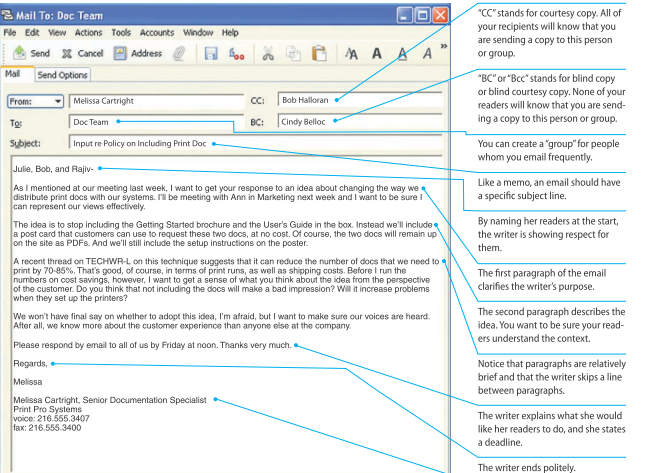 Mail To: Doc Team
File Edit View Actions Tools Accounts Window Help
Send Cancel Address A A A A »
Mail Send Options
From: Melissa Cartright CC: Bob Halloran
To: Doc Team BC: Cindy Belloc
Subject: Input re Policy on Including Print Doc
Julie, Bob, and Rajiv-
As I mentioned at our meeting last week, I want to get your response to an idea about changing the way we
distribute print docs with our systems. I'll be meeting with Ann in Marketing next week and I want to be sure I
can represent our views effectively.
The idea is to stop including the Getting Started brochure and the User's Guide in the box. Instead we'll include
a post card that customers can use to request these two docs, at no cost. Of course, the two docs will remain up
on the site as PDFs. And we'll still include the setup instructions on the poster.
A recent thread on TECHWR-L on this technique suggests that it can reduce the number of docs that we need to
print by 70-85%. That's good, of course, in terms of print runs, as well as shipping costs. Before I run the
numbers on cost savings, however, I want to get a sense of what you think about the idea from the perspective
of the customer. Do you think that not including the docs will make a bad impression? Will it increase problems
when they set up the printers?
We won't have final say on whether to adopt this idea, I'm afraid, but I want to make sure our voices are heard.
After all, we know more about the customer experience than anyone else at the company.
Please respond by email to all of us by Friday at noon. Thanks very much.
Regards,
Melissa
Melissa Cartright, Senior Documentation Specialist
Print Pro Systems
voice: 216.555.3407
fax: 216.555.3400
"CC" stands for courtesy copy. All of
your recipients will know that you
are sending a copy to this person
or group.
"BC" or "Bcc" stands for blind copy
or blind courtesy copy. None of your
readers will know that you are send-
ing a copy to this person or group.
You can create a "group" for people
whom you email frequently.
Like a memo, an email should have
a specific subject line.
By naming her readers at the start,
the writer is showing respect for
them.
The first paragraph of the email
clarifies the writer's purpose.
The second paragraph describes the
idea. You want to be sure your read-
ers understand the context.
Notice that paragraphs are relatively
brief and that the writer skips a line
between paragraphs.
The writer explains what she would
like her readers to do, and she states
a deadline.
The writer ends politely.